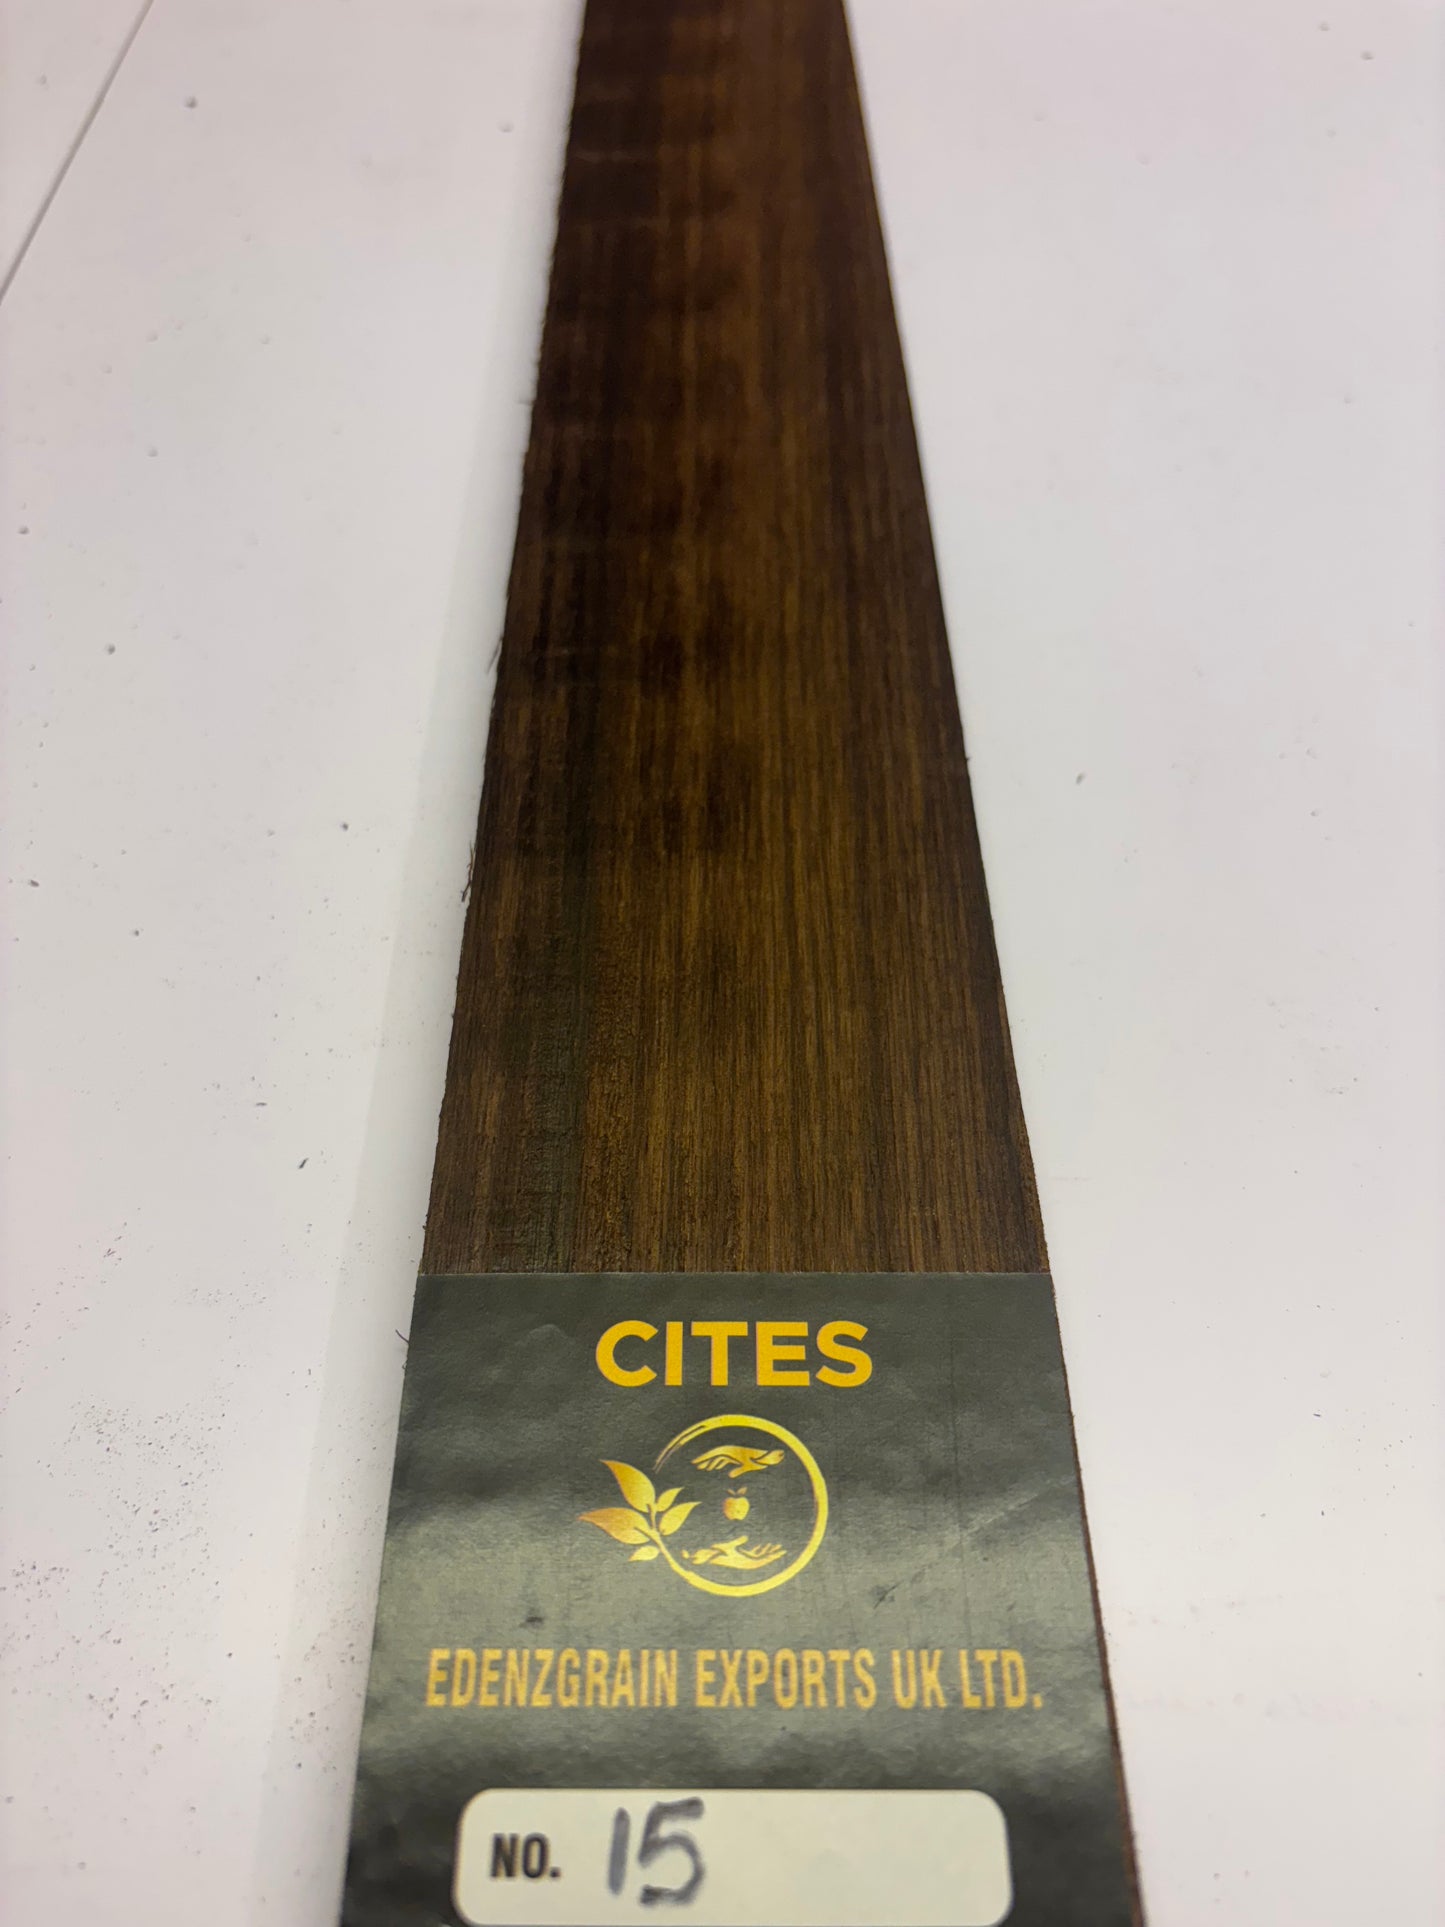 CITES
EDENZGRAIN EXPORTS UK LTD.
NO. 15